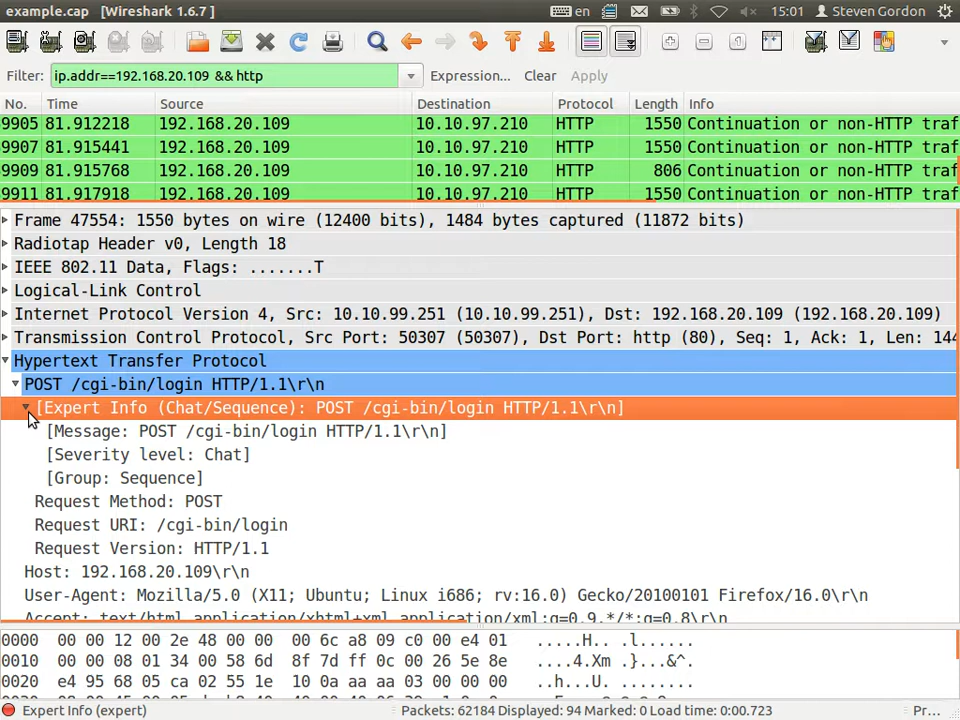 example.cap [Wireshark 1.6.7 ] en 15:01 Steven Gordon
Filter: ip.addr==192.168.20.109 && http Expression... Clear Apply
No. Time Source Destination Protocol Length Info
9905 81.912218 192.168.20.109 10.10.97.210 HTTP 1550 Continuation or non-HTTP traf
9907 81.915441 192.168.20.109 10.10.97.210 HTTP 1550 Continuation or non-HTTP traf
9909 81.915768 192.168.20.109 10.10.97.210 HTTP 806 Continuation or non-HTTP traf
9911 81.917918 192.168.20.109 10.10.97.210 HTTP 1550 Continuation or non-HTTP traf
Frame 47554: 1550 bytes on wire (12400 bits), 1484 bytes captured (11872 bits)
Radiotap Header v0, Length 18
IEEE 802.11 Data, Flags: .......T
Logical-Link Control
Internet Protocol Version 4, Src: 10.10.99.251 (10.10.99.251), Dst: 192.168.20.109 (192.168.20.109)
Transmission Control Protocol, Src Port: 50307 (50307), Dst Port: http (80), Seq: 1, Ack: 1, Len: 144
Hypertext Transfer Protocol
POST /cgi-bin/login HTTP/1.1\r\n
[Expert Info (Chat/Sequence): POST /cgi-bin/login HTTP/1.1\r\n]
[Message: POST /cgi-bin/login HTTP/1.1\r\n]
[Severity level: Chat]
[Group: Sequence]
Request Method: POST
Request URI: /cgi-bin/login
Request Version: HTTP/1.1
Host: 192.168.20.109\r\n
User-Agent: Mozilla/5.0 (X11; Ubuntu; Linux i686; rv:16.0) Gecko/20100101 Firefox/16.0\r\n
Accept: text/html,application/xhtml+xml,application/xml;q=0.9,*/*;q=0.8\r\n
0000 00 00 12 00 2e 48 00 00 00 6c a8 09 c0 00 e4 01 .....H.. .l......
0010 00 00 08 01 34 00 58 6d 8f 7d ff 0c 00 26 5e 8e ....4.Xm .}...&^.
0020 e4 95 68 05 ca 02 55 1e 10 0a aa aa 03 00 00 00 ..h...U. ........
Expert Info (expert) Packets: 62184 Displayed: 94 Marked: 0 Load time: 0:00.723 Pr...